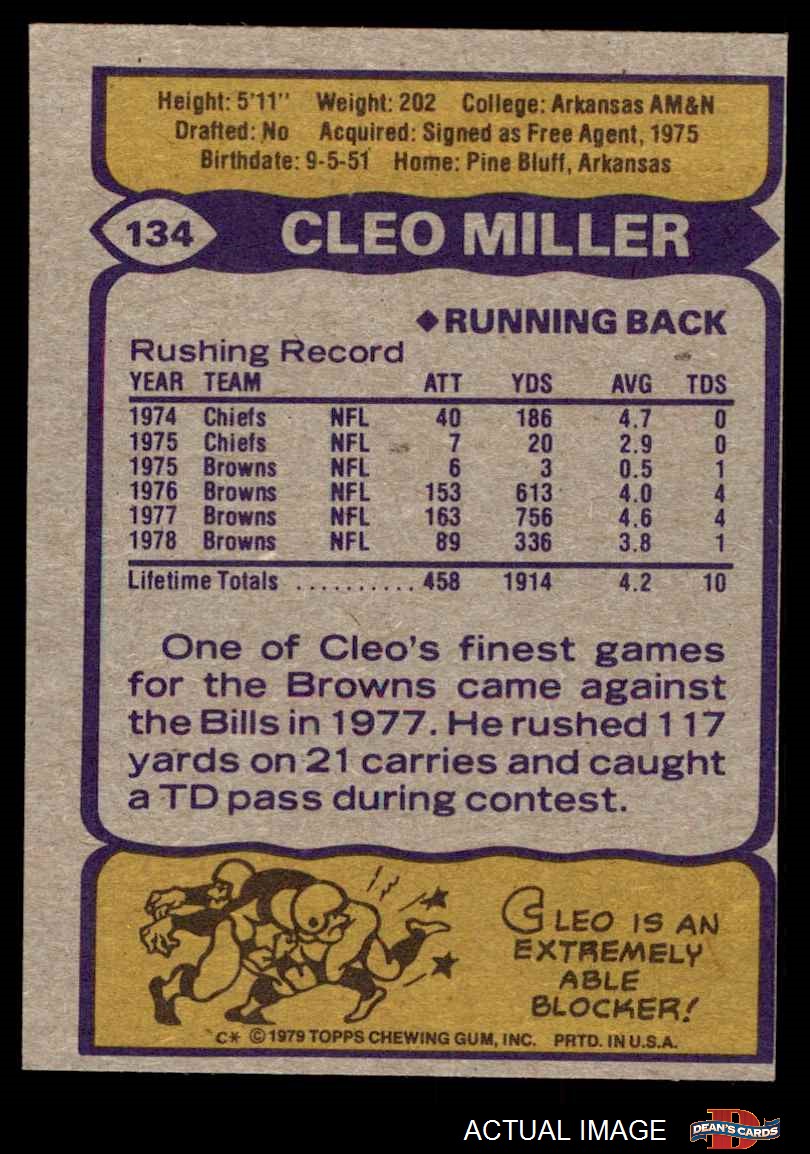 Height: 5'11" Weight: 202 College: Arkansas AM&N
Drafted: No Acquired: Signed as Free Agent, 1975
Birthdate: 9-5-51 Home: Pine Bluff, Arkansas
134 CLEO MILLER
◆RUNNING BACK
Rushing Record
YEAR TEAM ATT YDS AVG TDS
1974 Chiefs NFL 40 186 4.7 0
1975 Chiefs NFL 7 20 2.9 0
1975 Browns NFL 6 3 0.5 1
1976 Browns NFL 153 613 4.0 4
1977 Browns NFL 163 756 4.6 4
1978 Browns NFL 89 336 3.8 1
Lifetime Totals .......... 458 1914 4.2 10
One of Cleo's finest games
for the Browns came against
the Bills in 1977. He rushed 117
yards on 21 carries and caught
a TD pass during contest.
CLEO IS AN
EXTREMELY
ABLE
BLOCKER!
C* ©1979 TOPPS CHEWING GUM, INC. PRTD. IN U.S.A.
ACTUAL IMAGE
D
DEAN'S CARDS